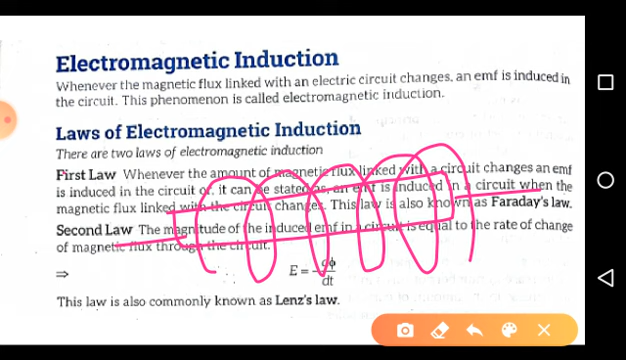 Electromagnetic Induction
Whenever the magnetic flux linked with an electric circuit changes, an emf is induced in
the circuit. This phenomenon is called electromagnetic induction.
Laws of Electromagnetic Induction
There are two laws of electromagnetic induction
First Law Whenever the amount of magnetic flux linked with a circuit changes an emf
is induced in the circuit or, it can be stated as, an emf is induced in a circuit when the
magnetic flux linked with the circuit changes. This law is also known as Faraday's law.
Second Law The magnitude of the induced emf in a circuit is equal to the rate of change
of magnetic flux through the circuit.
⇒ E = -dϕ/dt
This law is also commonly known as Lenz's law.